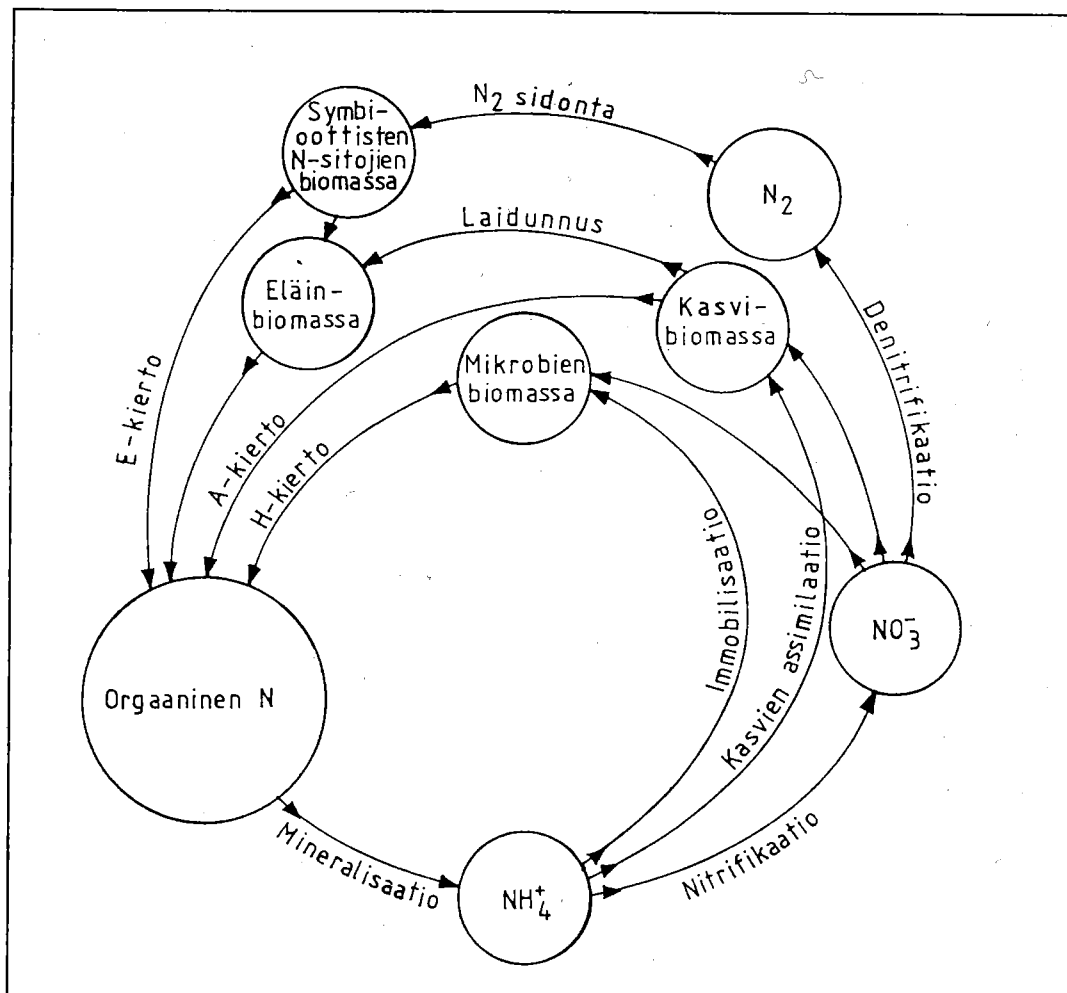 N₂ sidonta
Symbi-
oottisten
N-sitojien
biomassa
N₂
Laidunnus
Eläin-
biomassa
Kasvi-
biomassa
Mikrobien
biomassa
Denitrifikaatio
E-kierto
A-kierto
H-kierto
Immobilisaatio
Kasvien assimilaatio
NO₃⁻
Orgaaninen N
Mineralisaatio
NH₄⁺
Nitrifikaatio